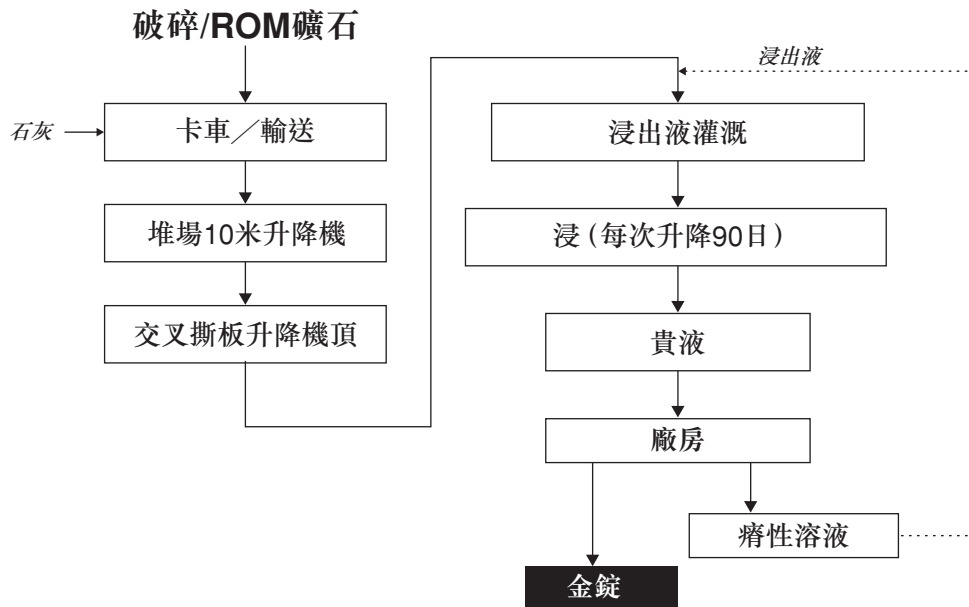 破碎/ROM礦石
石灰
卡車／輸送
堆場10米升降機
交叉撕板升降機頂
浸出液
浸出液灌溉
浸（每次升降90日）
貴液
廠房
瘠性溶液
金錠